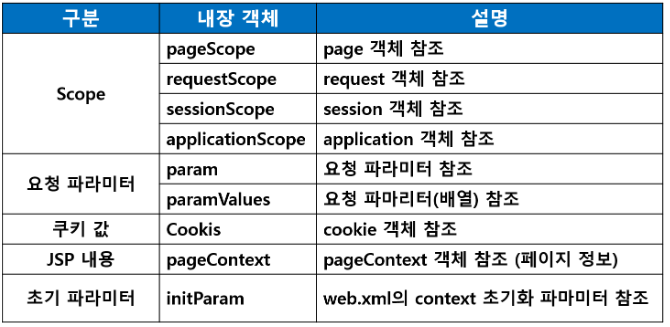 구분 내장 객체 설명
Scope
pageScope page 객체 참조
requestScope request 객체 참조
sessionScope session 객체 참조
applicationScope application 객체 참조
요청 파라미터
param 요청 파라미터 참조
paramValues 요청 파마리터(배열) 참조
쿠키 값 Cookis cookie 객체 참조
JSP 내용 pageContext pageContext 객체 참조 (페이지 정보)
초기 파라미터 initParam web.xml의 context 초기화 파마미터 참조